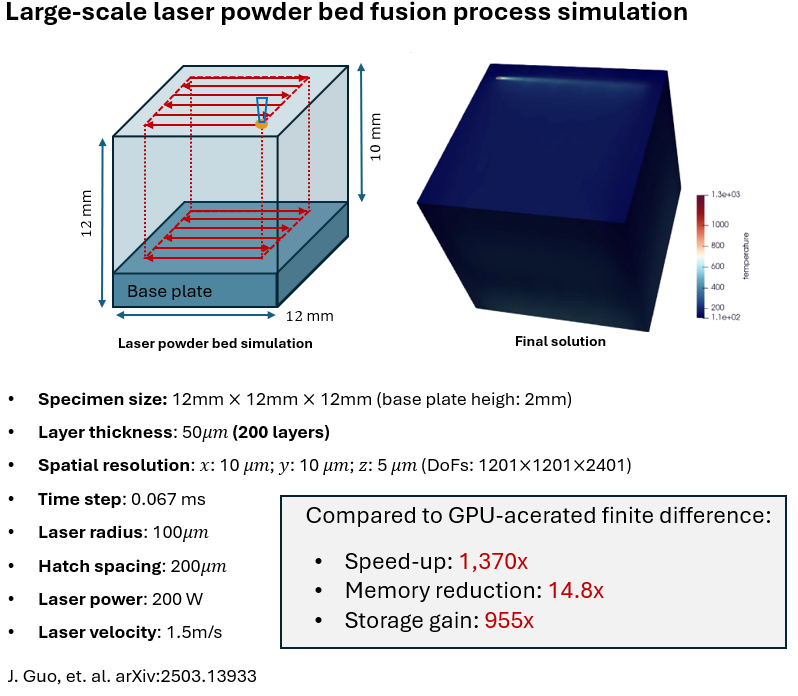 Large-scale laser powder bed fusion process simulation
10 mm
12 mm
Base plate
12 mm
Laser powder bed simulation
1.3e+03
1000
800
600
400
200
1.1e+02
temperature
Final solution
• Specimen size: 12mm × 12mm × 12mm (base plate heigh: 2mm)
• Layer thickness: 50μm (200 layers)
• Spatial resolution: x: 10 μm; y: 10 μm; z: 5 μm (DoFs: 1201×1201×2401)
• Time step: 0.067 ms
• Laser radius: 100μm
• Hatch spacing: 200μm
• Laser power: 200 W
• Laser velocity: 1.5m/s
Compared to GPU-acerated finite difference:
• Speed-up: 1,370x
• Memory reduction: 14.8x
• Storage gain: 955x
J. Guo, et. al. arXiv:2503.13933